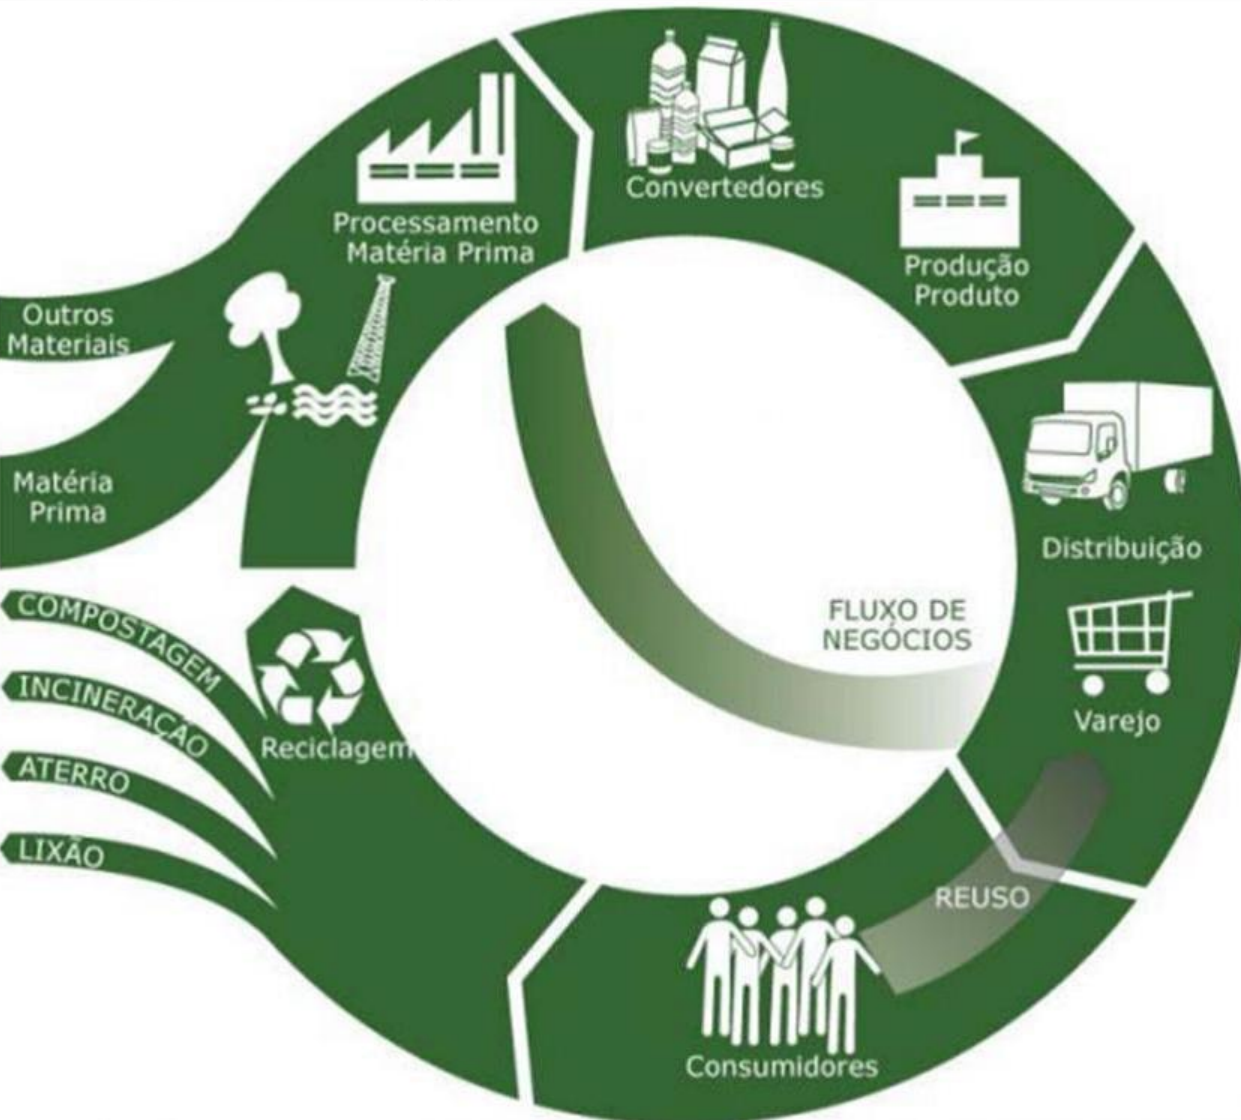 Convertedores
Processamento
Matéria Prima
Produção
Produto
Outros
Materiais
Matéria
Prima
Distribuição
COMPOSTAGEM
FLUXO DE
NEGÓCIOS
INCINERAÇÃO
Varejo
Reciclagem
ATERRO
LIXÃO
REUSO
Consumidores